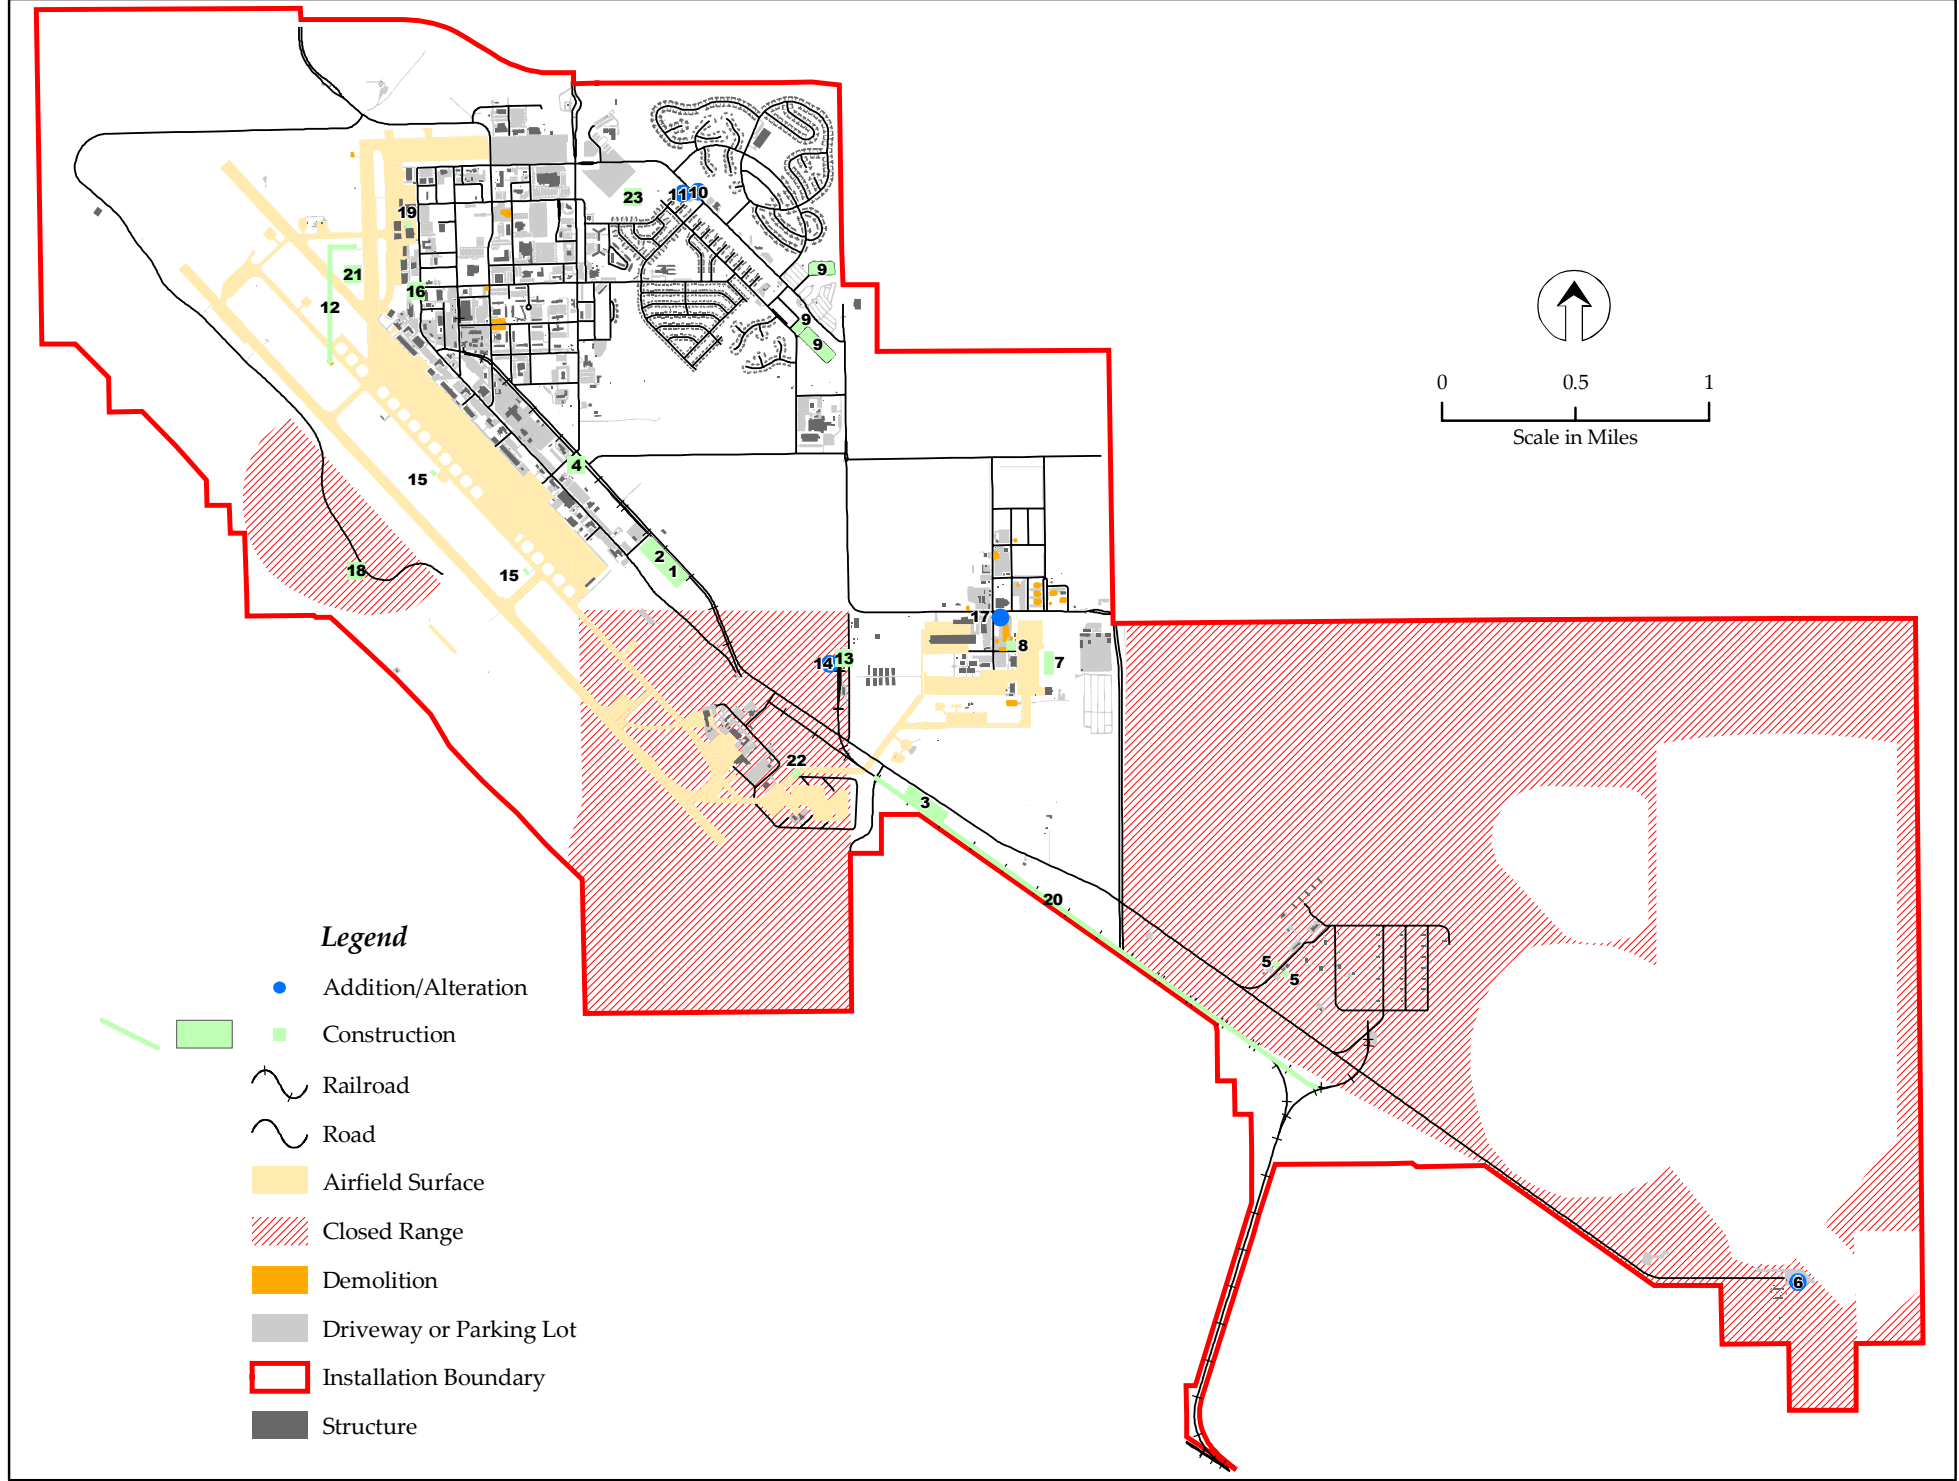 23
11
10
19
9
21
16
12
9
9
0
0.5
1
Scale in Miles
4
15
2
1
18
15
17
8
14
13
7
22
3
20
5
5
6
Legend
Addition/Alteration
Construction
Railroad
Road
Airfield Surface
Closed Range
Demolition
Driveway or Parking Lot
Installation Boundary
Structure